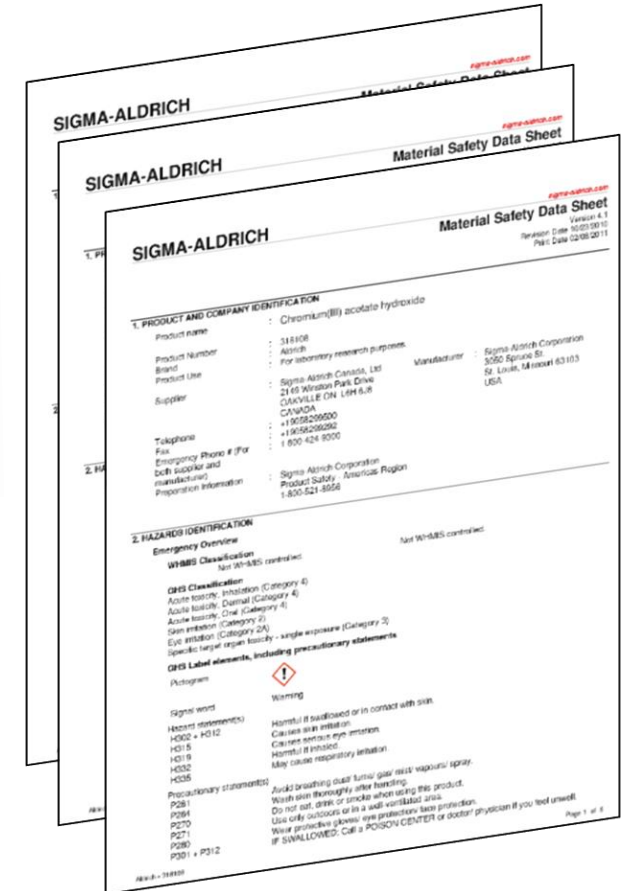 SIGMA-ALDRICH
sigma-aldrich.com
SIGMA-ALDRICH
sigma-aldrich.com
Material Safety Data Sheet
sigma-aldrich.com
SIGMA-ALDRICH
Material Safety Data Sheet
Version 4.1
Revision Date 10/23/2010
Print Date 02/08/2011
1. PRODUCT AND COMPANY IDENTIFICATION
Product name : Chromium(III) acetate hydroxide
Product Number : 318108
Brand : Aldrich
Product Use : For laboratory research purposes.
Supplier : Sigma-Aldrich Canada, Ltd
2149 Winston Park Drive
OAKVILLE ON L6H 6J8
CANADA
Manufacturer : Sigma-Aldrich Corporation
3050 Spruce St.
St. Louis, Missouri 63103
USA
Telephone : +19058299500
Fax : +19058299292
Emergency Phone # (For both supplier and manufacturer) : 1-800-424-9300
Preparation Information : Sigma-Aldrich Corporation
Product Safety - Americas Region
1-800-521-8956
2. HAZARDS IDENTIFICATION
Emergency Overview
WHMIS Classification
Not WHMIS controlled. Not WHMIS controlled.
GHS Classification
Acute toxicity, Inhalation (Category 4)
Acute toxicity, Dermal (Category 4)
Acute toxicity, Oral (Category 4)
Skin irritation (Category 2)
Eye irritation (Category 2A)
Specific target organ toxicity - single exposure (Category 3)
GHS Label elements, including precautionary statements
Pictogram
Signal word Warning
Hazard statement(s)
H302 + H312 Harmful if swallowed or in contact with skin.
H315 Causes skin irritation.
H319 Causes serious eye irritation.
H332 Harmful if inhaled.
H335 May cause respiratory irritation.
Precautionary statement(s)
P261 Avoid breathing dust/ fume/ gas/ mist/ vapours/ spray.
P264 Wash skin thoroughly after handling.
P270 Do not eat, drink or smoke when using this product.
P271 Use only outdoors or in a well-ventilated area.
P280 Wear protective gloves/ eye protection/ face protection.
P301 + P312 IF SWALLOWED: Call a POISON CENTER or doctor/ physician if you feel unwell.
Aldrich - 318108
Page 1 of 8